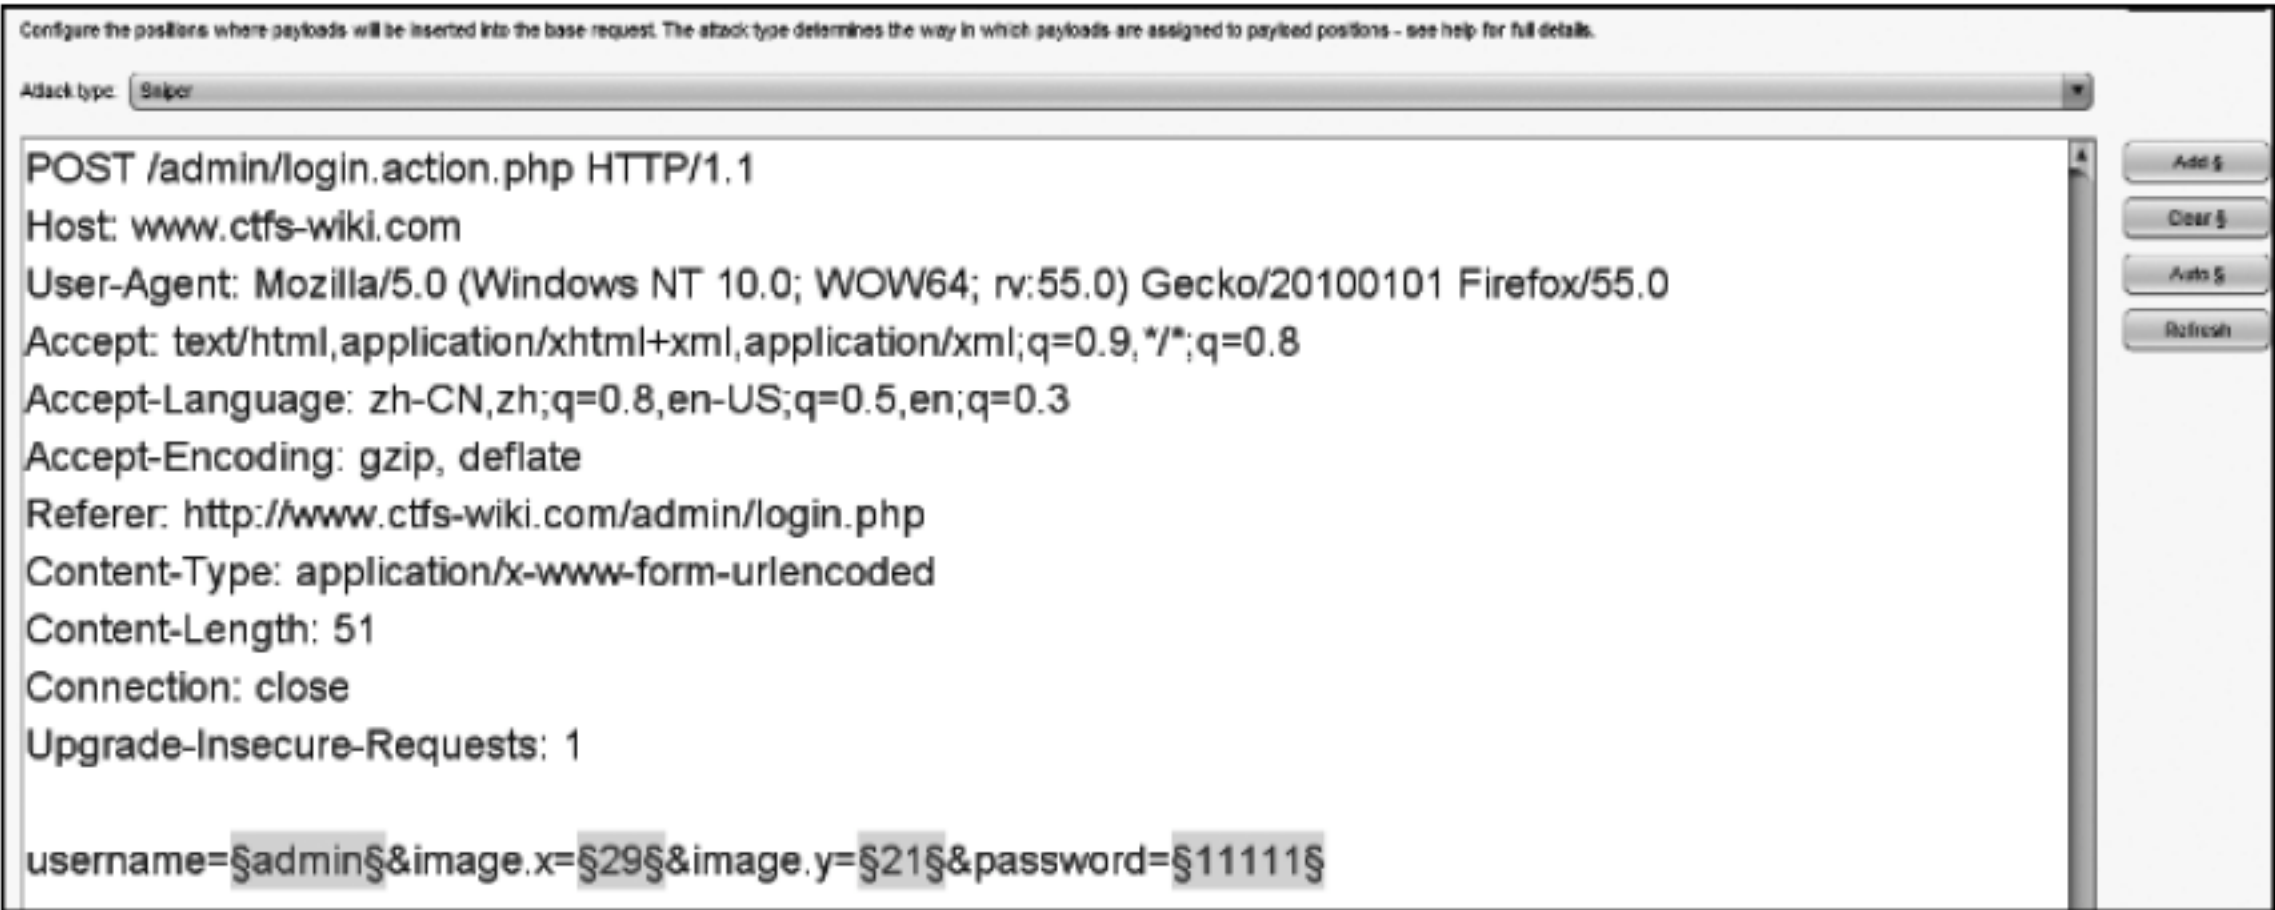 Configure the positions where payloads will be inserted into the base request. The attack type determines the way in which payloads are assigned to payload positions - see help for full details.
Attack type: Sniper
POST /admin/login.action.php HTTP/1.1
Host: www.ctfs-wiki.com
User-Agent: Mozilla/5.0 (Windows NT 10.0; WOW64; rv:55.0) Gecko/20100101 Firefox/55.0
Accept: text/html,application/xhtml+xml,application/xml;q=0.9,*/*;q=0.8
Accept-Language: zh-CN,zh;q=0.8,en-US;q=0.5,en;q=0.3
Accept-Encoding: gzip, deflate
Referer: http://www.ctfs-wiki.com/admin/login.php
Content-Type: application/x-www-form-urlencoded
Content-Length: 51
Connection: close
Upgrade-Insecure-Requests: 1
username=§admin§&image.x=§29§&image.y=§21§&password=§11111§
Add §
Clear §
Auto §
Refresh